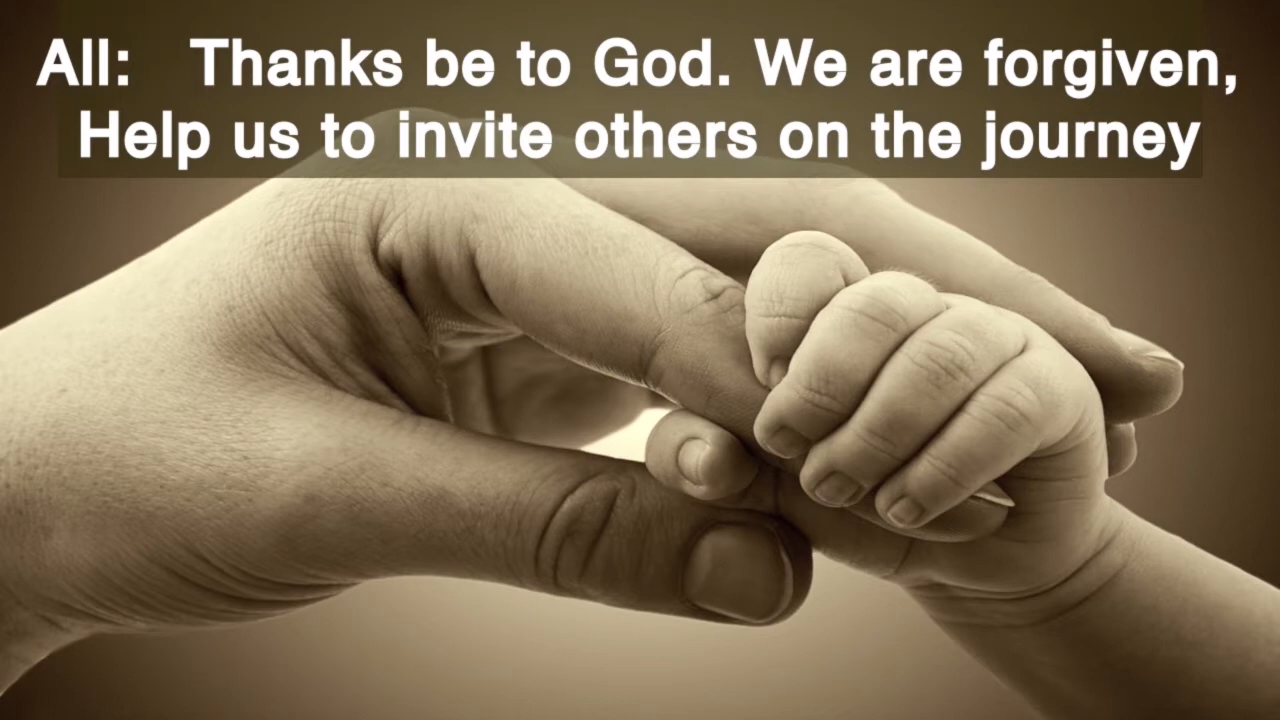 All: Thanks be to God. We are forgiven,
Help us to invite others on the journey